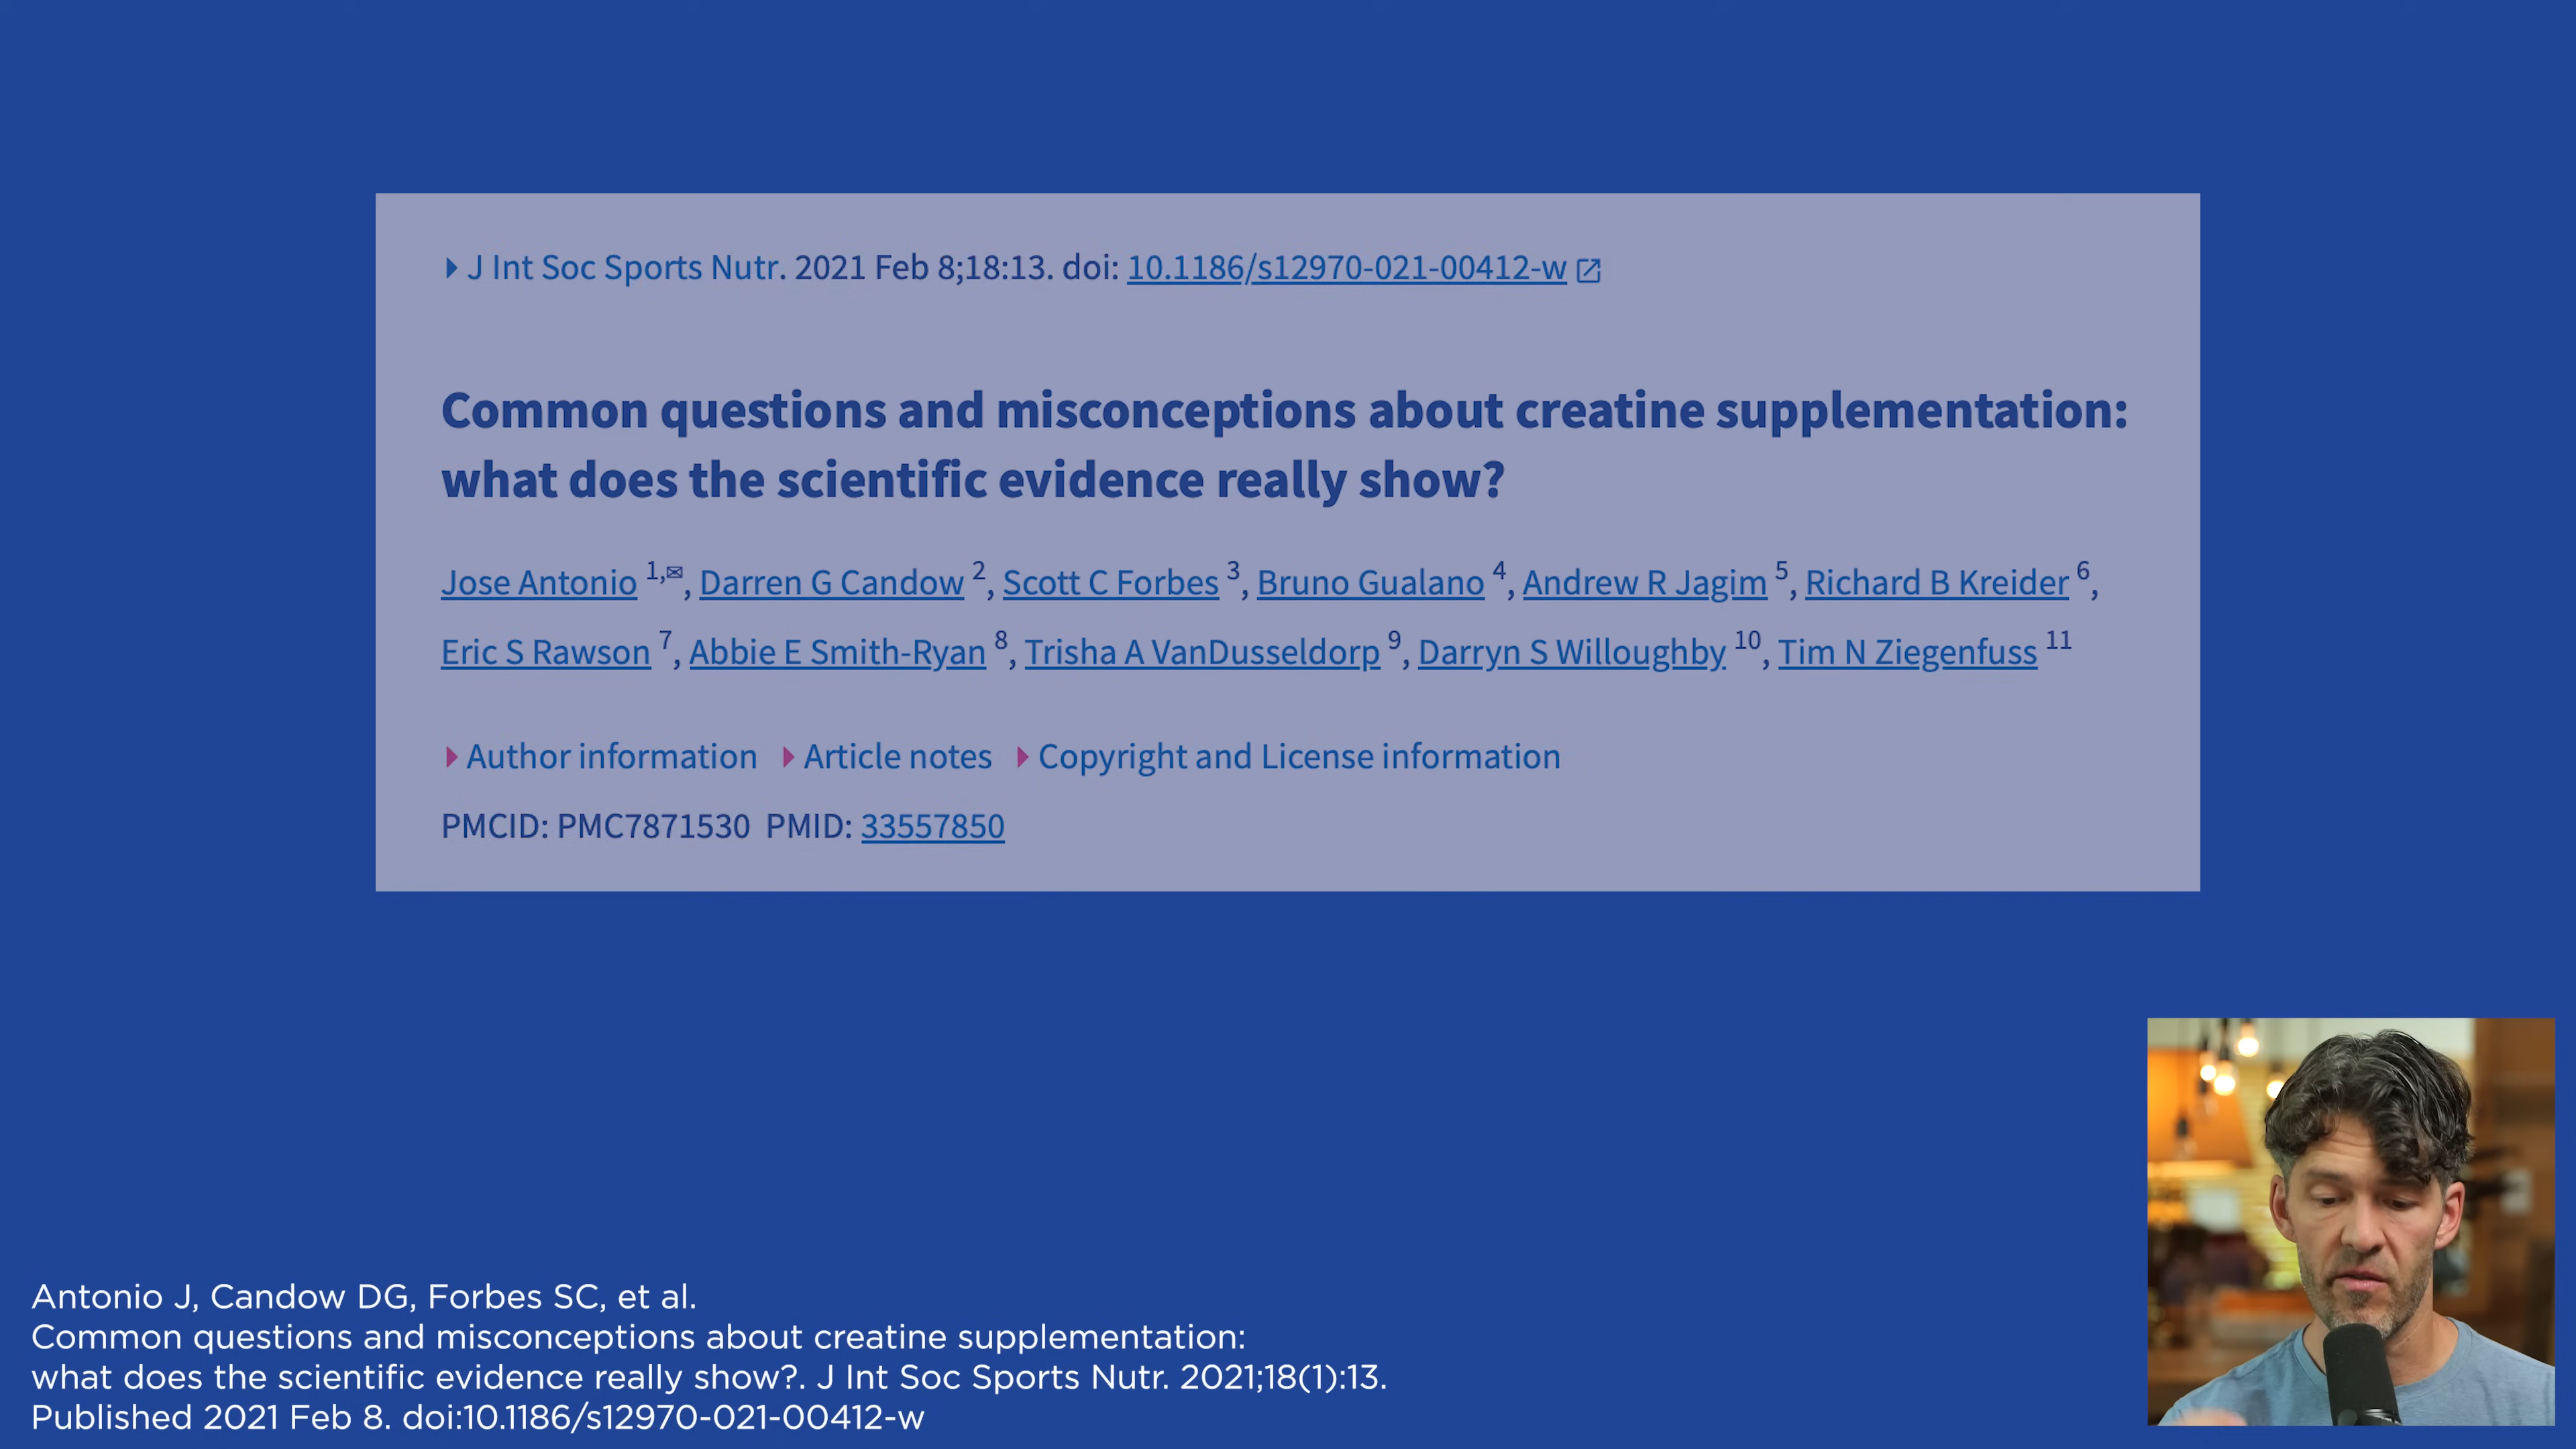 J Int Soc Sports Nutr. 2021 Feb 8;18:13. doi: 10.1186/s12970-021-00412-w
Common questions and misconceptions about creatine supplementation:
what does the scientific evidence really show?
Jose Antonio 1,✉, Darren G Candow 2, Scott C Forbes 3, Bruno Gualano 4, Andrew R Jagim 5, Richard B Kreider 6,
Eric S Rawson 7, Abbie E Smith-Ryan 8, Trisha A VanDusseldorp 9, Darryn S Willoughby 10, Tim N Ziegenfuss 11
Author information Article notes Copyright and License information
PMCID: PMC7871530 PMID: 33557850
Antonio J, Candow DG, Forbes SC, et al.
Common questions and misconceptions about creatine supplementation:
what does the scientific evidence really show?. J Int Soc Sports Nutr. 2021;18(1):13.
Published 2021 Feb 8. doi:10.1186/s12970-021-00412-w